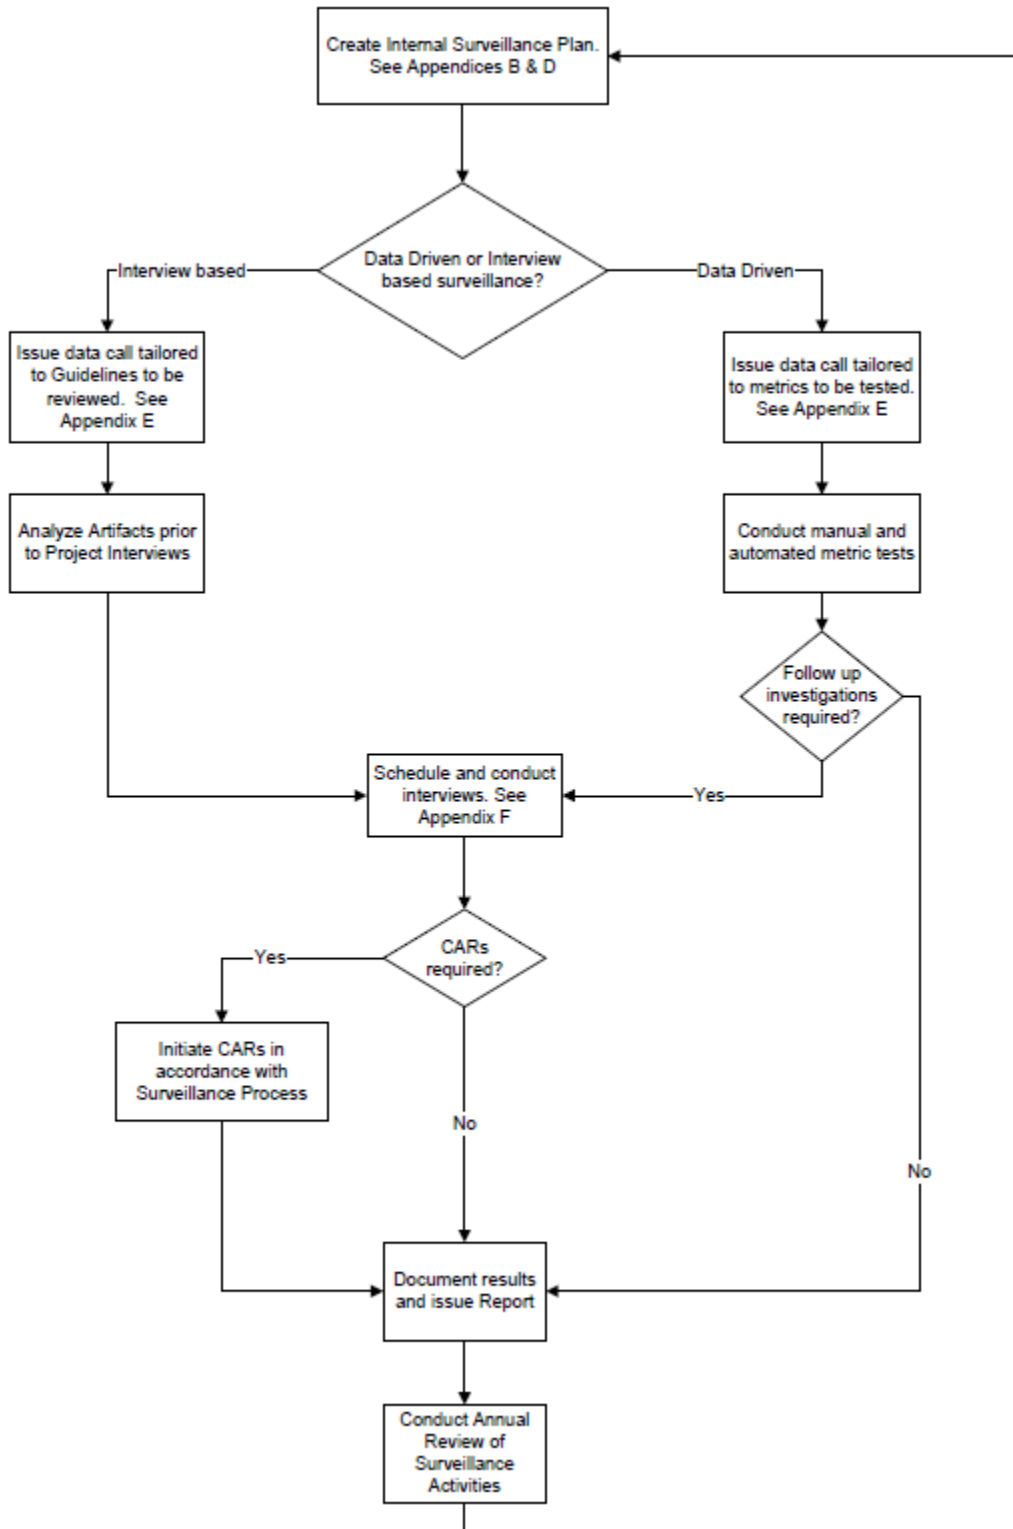 Create Internal Surveillance Plan.
See Appendices B & D
Data Driven or Interview
based surveillance?
Interview based
Data Driven
Issue data call tailored
to Guidelines to be
reviewed. See
Appendix E
Issue data call tailored
to metrics to be tested.
See Appendix E
Analyze Artifacts prior
to Project Interviews
Conduct manual and
automated metric tests
Follow up
investigations
required?
Schedule and conduct
interviews. See
Appendix F
Yes
CARs
required?
Yes
Initiate CARs in
accordance with
Surveillance Process
No
No
Document results
and issue Report
Conduct Annual
Review of
Surveillance
Activities